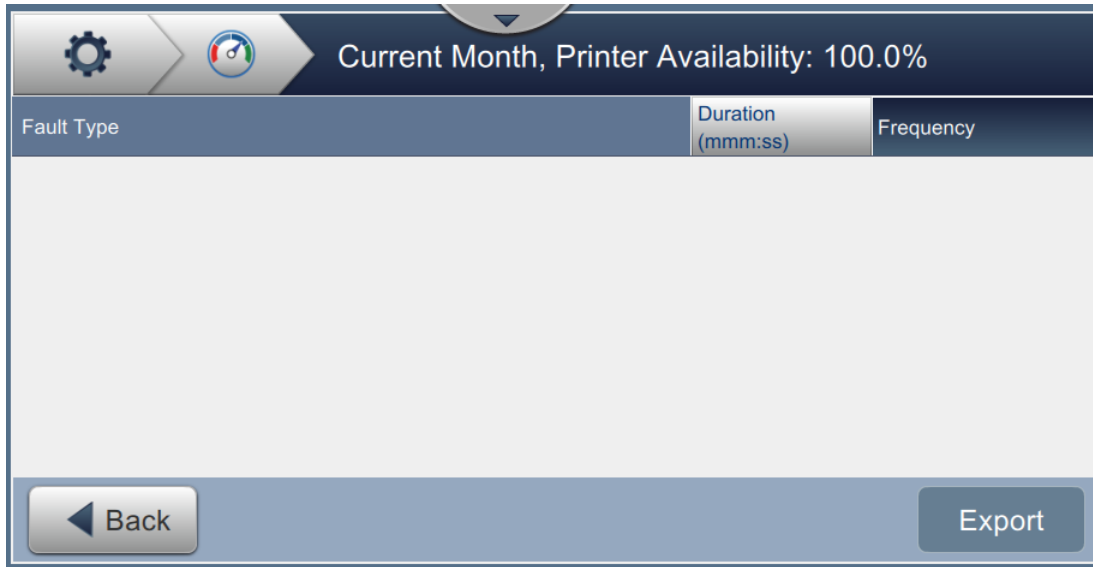 Current Month, Printer Availability: 100.0%
Fault Type
Duration
(mmm:ss)
Frequency
Back
Export